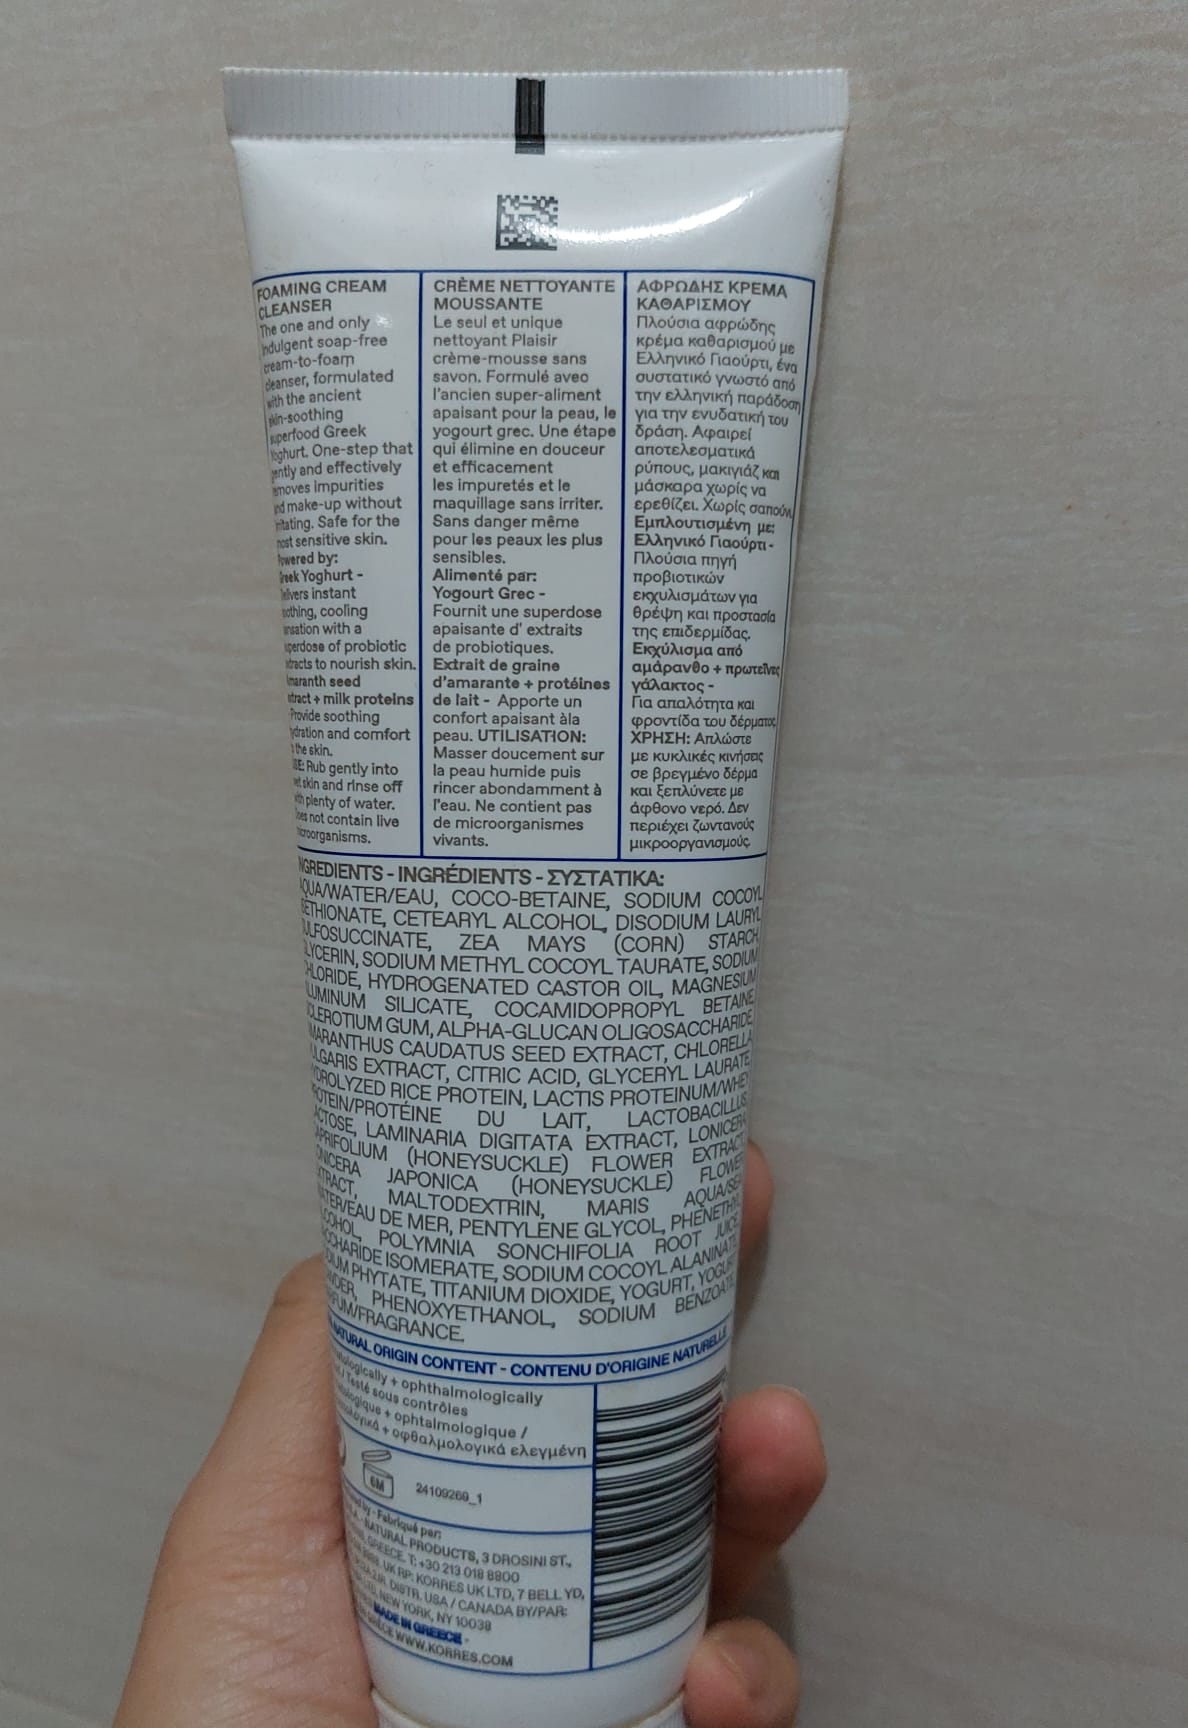 FOAMING CREAM
CLEANSER
The one and only
indulgent soap-free
cream-to-foam
cleanser, formulated
with the ancient
skin-soothing
superfood Greek
Yoghurt. One-step that
gently and effectively
removes impurities
and make-up without
irritating. Safe for the
most sensitive skin.
Powered by:
Greek Yoghurt -
Delivers instant
soothing, cooling
sensation with a
superdose of probiotic
extracts to nourish skin.
Amaranth seed
extract + milk proteins
- Provide soothing
hydration and comfort
the skin.
USE: Rub gently into
wet skin and rinse off
with plenty of water.
Does not contain live
microorganisms.
CRÈME NETTOYANTE
MOUSSANTE
Le seul et unique
nettoyant Plaisir
crème-mousse sans
savon. Formulé avec
l'ancien super-aliment
apaisant pour la peau, le
yogourt grec. Une étape
qui élimine en douceur
et efficacement
les impuretés et le
maquillage sans irriter.
Sans danger même
pour les peaux les plus
sensibles.
Alimenté par:
Yogourt Grec -
Fournit une superdose
apaisante d' extraits
de probiotiques.
Extrait de graine
d'amarante + protéines
de lait - Apporte un
confort apaisant àla
peau. UTILISATION:
Masser doucement sur
la peau humide puis
rincer abondamment à
l'eau. Ne contient pas
de microorganismes
vivants.
ΑΦΡΩΔΗΣ ΚΡΕΜΑ
ΚΑΘΑΡΙΣΜΟΥ
Πλούσια αφρώδης
κρέμα καθαρισμού με
Ελληνικό Γιαούρτι, ένα
συστατικό γνωστό από
την ελληνική παράδοση
για την ενυδατική του
δράση. Αφαιρεί
αποτελεσματικά
ρύπους, μακιγιάζ και
μάσκαρα χωρίς να
ερεθίζει. Χωρίς σαπούνι.
Εμπλουτισμένη με:
Ελληνικό Γιαούρτι -
Πλούσια πηγή
προβιοτικών
εκχυλισμάτων για
θρέψη και προστασία
της επιδερμίδας.
Εκχύλισμα από
αμάρανθο + πρωτεΐνες
γάλακτος -
Για απαλότητα και
φροντίδα του δέρματος.
ΧΡΗΣΗ: Απλώστε
με κυκλικές κινήσεις
σε βρεγμένο δέρμα
και ξεπλύνετε με
άφθονο νερό. Δεν
περιέχει ζωντανούς
μικροοργανισμούς.
INGREDIENTS - INGRÉDIENTS - ΣΥΣΤΑΤΙΚΑ:
AQUA/WATER/EAU, COCO-BETAINE, SODIUM COCOYL
ISETHIONATE, CETEARYL ALCOHOL, DISODIUM LAURYL
SULFOSUCCINATE, ZEA MAYS (CORN) STARCH,
GLYCERIN, SODIUM METHYL COCOYL TAURATE, SODIUM
CHLORIDE, HYDROGENATED CASTOR OIL, MAGNESIUM
ALUMINUM SILICATE, COCAMIDOPROPYL BETAINE,
SCLEROTIUM GUM, ALPHA-GLUCAN OLIGOSACCHARIDE,
AMARANTHUS CAUDATUS SEED EXTRACT, CHLORELLA
VULGARIS EXTRACT, CITRIC ACID, GLYCERYL LAURATE,
HYDROLYZED RICE PROTEIN, LACTIS PROTEINUM/WHEY
PROTEIN/PROTÉINE DU LAIT, LACTOBACILLUS,
LACTOSE, LAMINARIA DIGITATA EXTRACT, LONICERA
CAPRIFOLIUM (HONEYSUCKLE) FLOWER EXTRACT,
LONICERA JAPONICA (HONEYSUCKLE) FLOWER
EXTRACT, MALTODEXTRIN, MARIS AQUA/SEA
WATER/EAU DE MER, PENTYLENE GLYCOL, PHENETHYL
ALCOHOL, POLYMNIA SONCHIFOLIA ROOT JUICE,
SACCHARIDE ISOMERATE, SODIUM COCOYL ALANINATE,
SODIUM PHYTATE, TITANIUM DIOXIDE, YOGURT, YOGURT
POWDER, PHENOXYETHANOL, SODIUM BENZOATE,
PARFUM/FRAGRANCE.
NATURAL ORIGIN CONTENT - CONTENU D'ORIGINE NATURELLE
+ ophthalmologically
/ Testé sous contrôles
+ ophtalmologique /
+ οφθαλμολογικά ελεγμένη
6M
24109269_1
- Fabriqué par:
NATURAL PRODUCTS, 3 DROSINI ST.,
GREECE, T: +30 213 018 8800
UK RP: KORRES UK LTD, 7 BELL YD,
DISTR. USA / CANADA BY/PAR:
NEW YORK, NY 10038
MADE IN GREECE -
WWW.KORRES.COM